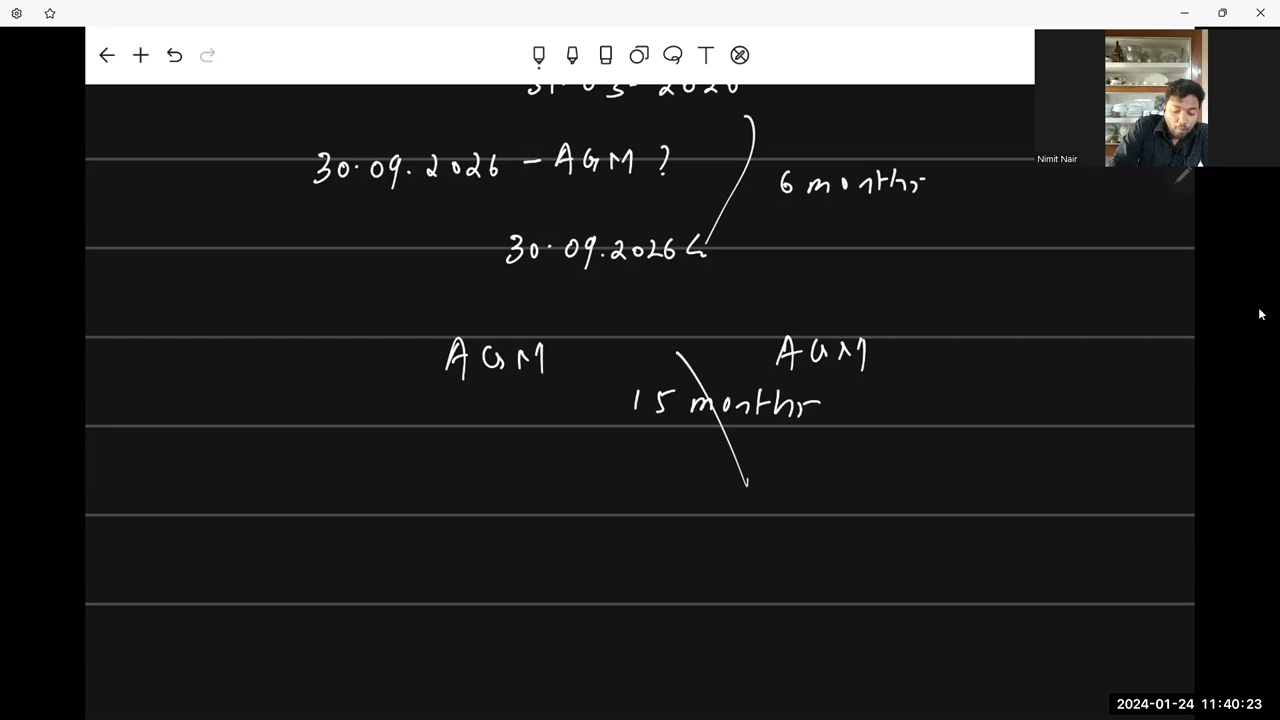 30.09.2026 - AGM ?
6 months
30.09.2026
AGM AGM
15 months
Nimit Nair
2024-01-24 11:40:23